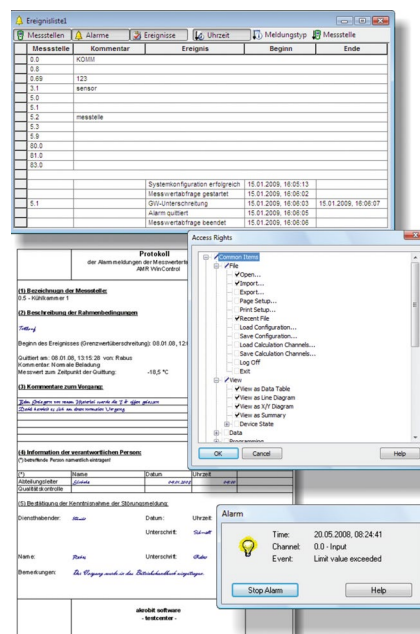 Ereignisliste1
Messstellen Alarme Ereignisse Uhrzeit Meldungstyp Messstelle
Messstelle Kommentar Ereignis Beginn Ende
0.0 KOMM
0.6
0.69 123
3.1 sensor
5.0
5.1
5.2 messtelle
5.3
5.9
80.0
81.0
83.0
Systemkonfiguration erfolgreich 15.01.2009, 16:05:13
Messwertabfrage gestartet 15.01.2009, 16:06:02
5.1 GW-Unterschreitung 15.01.2009, 16:06:03 15.01.2009, 16:06:07
Alarm quittiert 15.01.2009, 16:06:05
Messwertabfrage beendet 15.01.2009, 16:06:06
Protokoll
der Alarmmeldungen der
AMR WinControl
(1) Bezeichnugn der Messstelle:
0.5 - Kühlkammer 1
(2) Beschreibung der Rahmenbedingungen
Beginn des Ereignisses (Grenzwertüberschreitung): 08.01.08,
Quittiert am: 08.01.08, 13:15:28 von: Rabus
Kommentar: Normale Beladung
Messwert zum Zeitpunkt der Quittung: -18,5 °C
(3) Kommentare zum Vorgang:
(4) Information der verantwortlichen Person:
(*) betreffende Person namentlich eintragen!
(*) Name Datum Uhrzeit
Abteilungsleiter
Qualitätskontrolle
(5) Bestätigung der Kenntnisnahme der Störungsmeldung:
Diensthabender: Datum: Uhrzeit:
Unterschrift:
Name: Unterschrift:
Bemerkungen:
akrobit software
- testcenter -
Access Rights
Common Items
File
Open...
Import...
Export...
Page Setup...
Print Setup...
Recent File
Load Configuration...
Save Configuration...
Load Calculation Channels...
Save Calculation Channels...
Log Off
Exit
View
View as Data Table
View as Line Diagram
View as X/Y Diagram
View as Summary
Device State
Data
Programming
OK Cancel Help
Alarm
Time: 20.05.2008, 08:24:41
Channel: 0.0 - Input
Event: Limit value exceeded
Stop Alarm Help